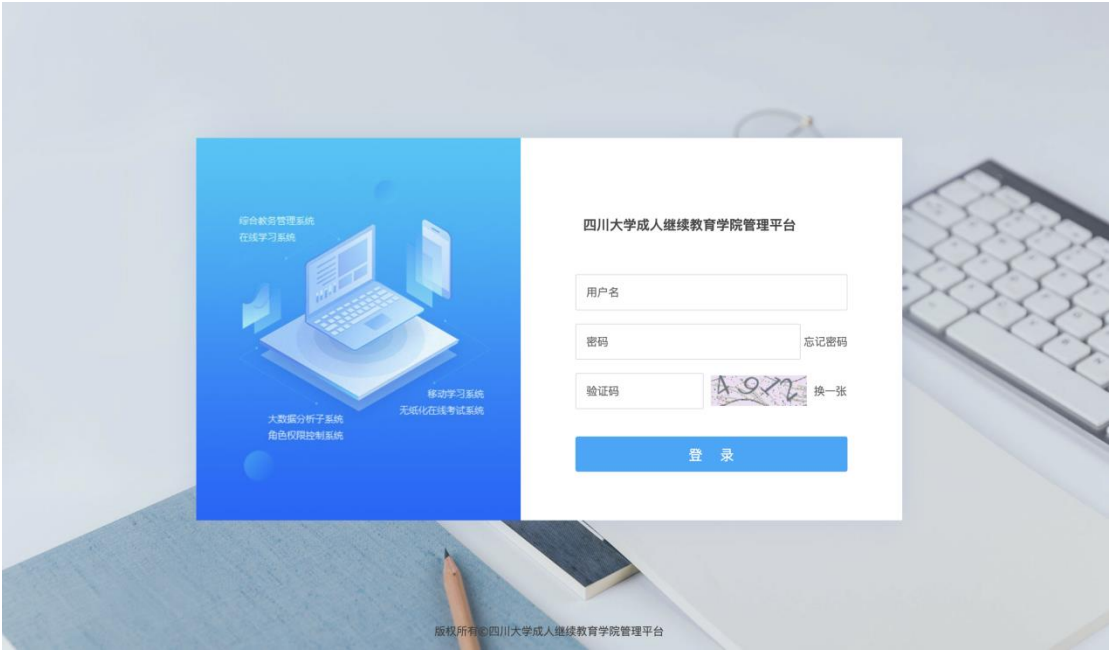 综合教务管理系统
在线学习系统
移动学习系统
无纸化在线考试系统
大数据分析子系统
角色权限控制系统
四川大学成人继续教育学院管理平台
用户名
密码
忘记密码
验证码
4972
换一张
登 录
版权所有©四川大学成人继续教育学院管理平台